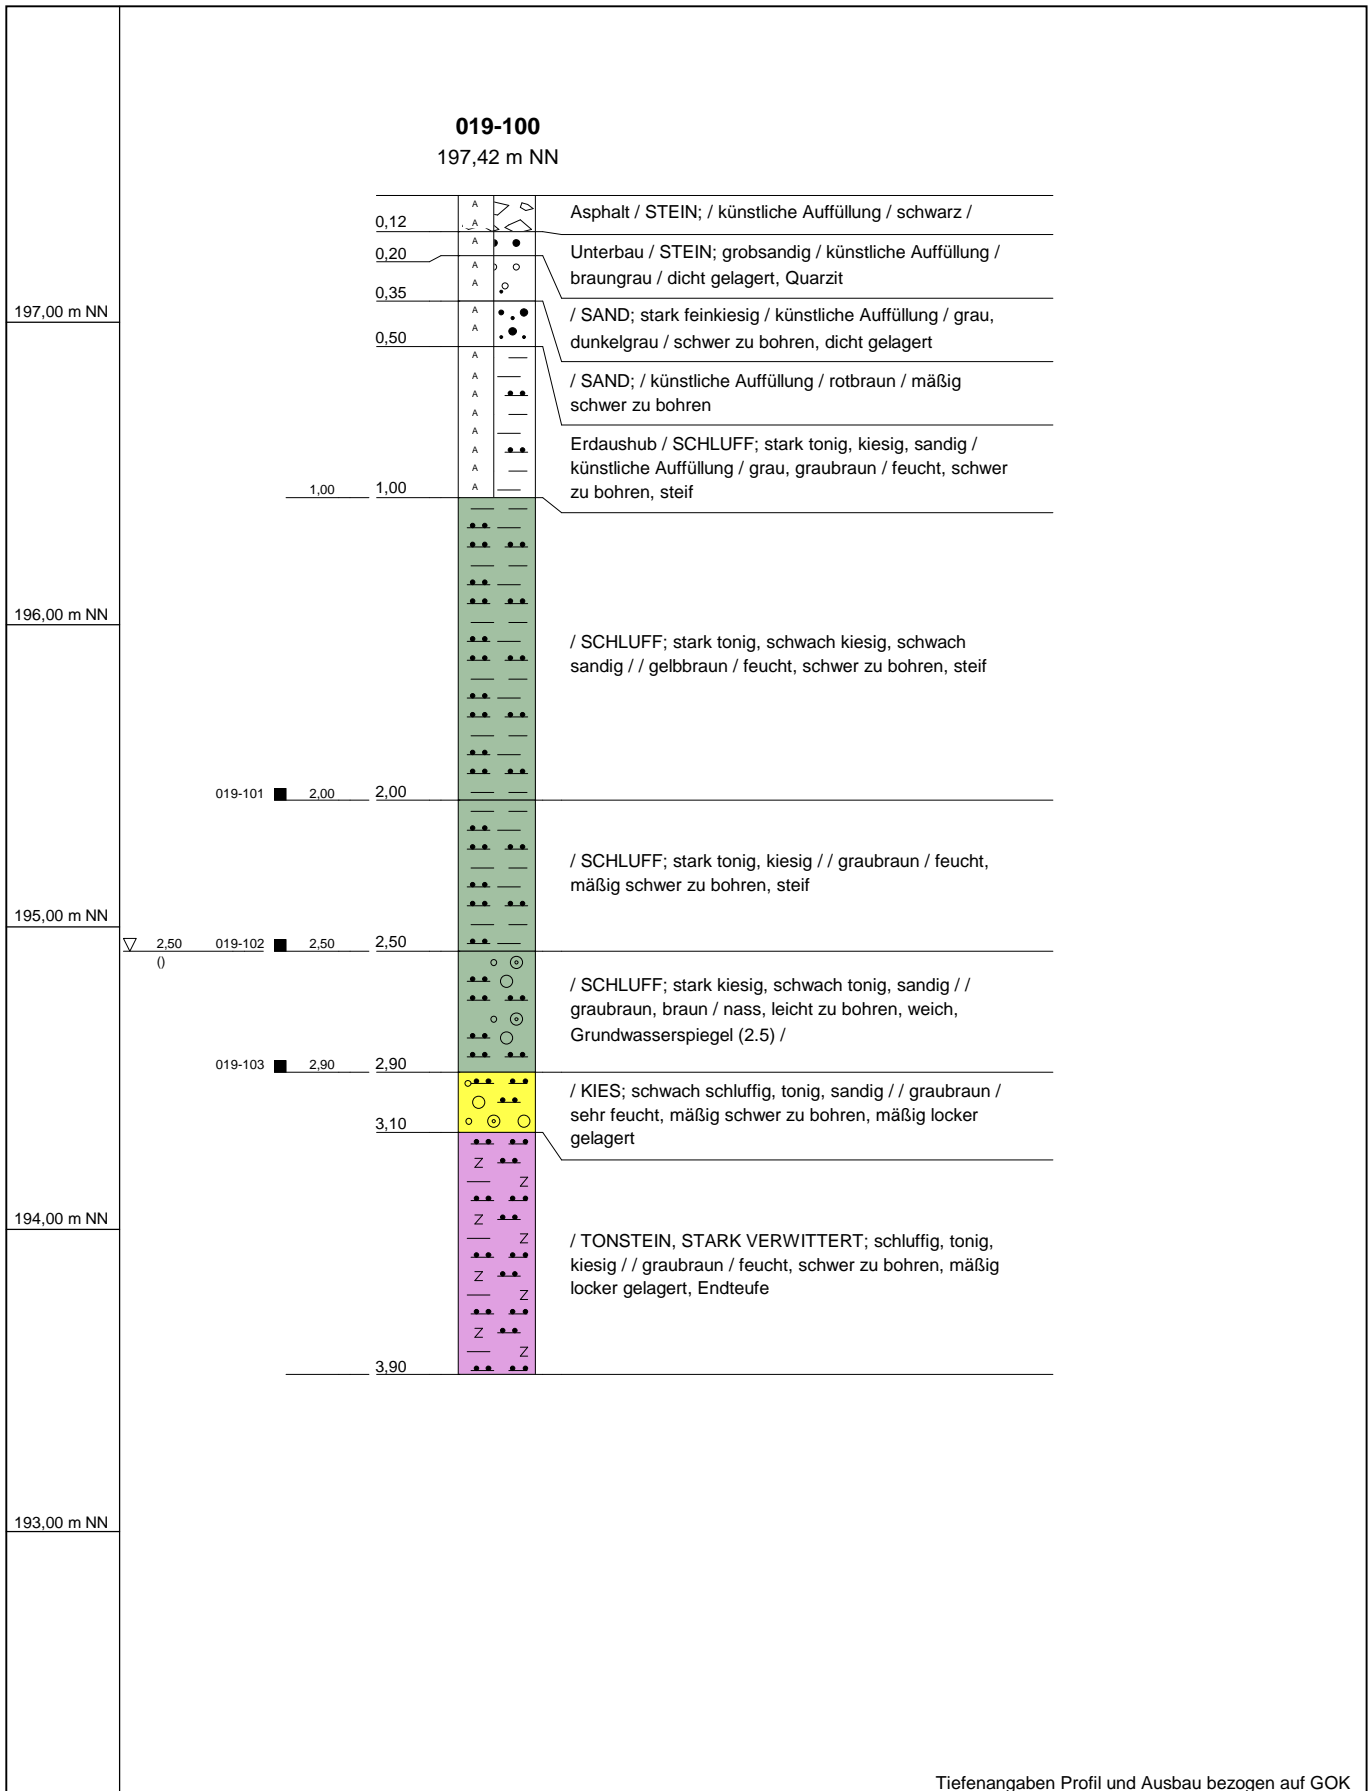 019-100
197,42 m NN
Asphalt / STEIN; / künstliche Auffüllung / schwarz /
0,12
Unterbau / STEIN; grobsandig / künstliche Auffüllung /
braungrau / dicht gelagert, Quarzit
0,20
0,35
197,00 m NN
/ SAND; stark feinkiesig / künstliche Auffüllung / grau,
dunkelgrau / schwer zu bohren, dicht gelagert
0,50
/ SAND; / künstliche Auffüllung / rotbraun / mäßig
schwer zu bohren
Erdaushub / SCHLUFF; stark tonig, kiesig, sandig /
künstliche Auffüllung / grau, graubraun / feucht, schwer
zu bohren, steif
1,00 1,00
196,00 m NN
/ SCHLUFF; stark tonig, schwach kiesig, schwach
sandig / / gelbbraun / feucht, schwer zu bohren, steif
019-101 2,00 2,00
/ SCHLUFF; stark tonig, kiesig / / graubraun / feucht,
mäßig schwer zu bohren, steif
195,00 m NN
2,50 019-102 2,50 2,50
()
/ SCHLUFF; stark kiesig, schwach tonig, sandig / /
graubraun, braun / nass, leicht zu bohren, weich,
Grundwasserspiegel (2.5) /
019-103 2,90 2,90
/ KIES; schwach schluffig, tonig, sandig / / graubraun /
sehr feucht, mäßig schwer zu bohren, mäßig locker
gelagert
3,10
194,00 m NN
/ TONSTEIN, STARK VERWITTERT; schluffig, tonig,
kiesig / / graubraun / feucht, schwer zu bohren, mäßig
locker gelagert, Endteufe
3,90
193,00 m NN
Tiefenangaben Profil und Ausbau bezogen auf GOK